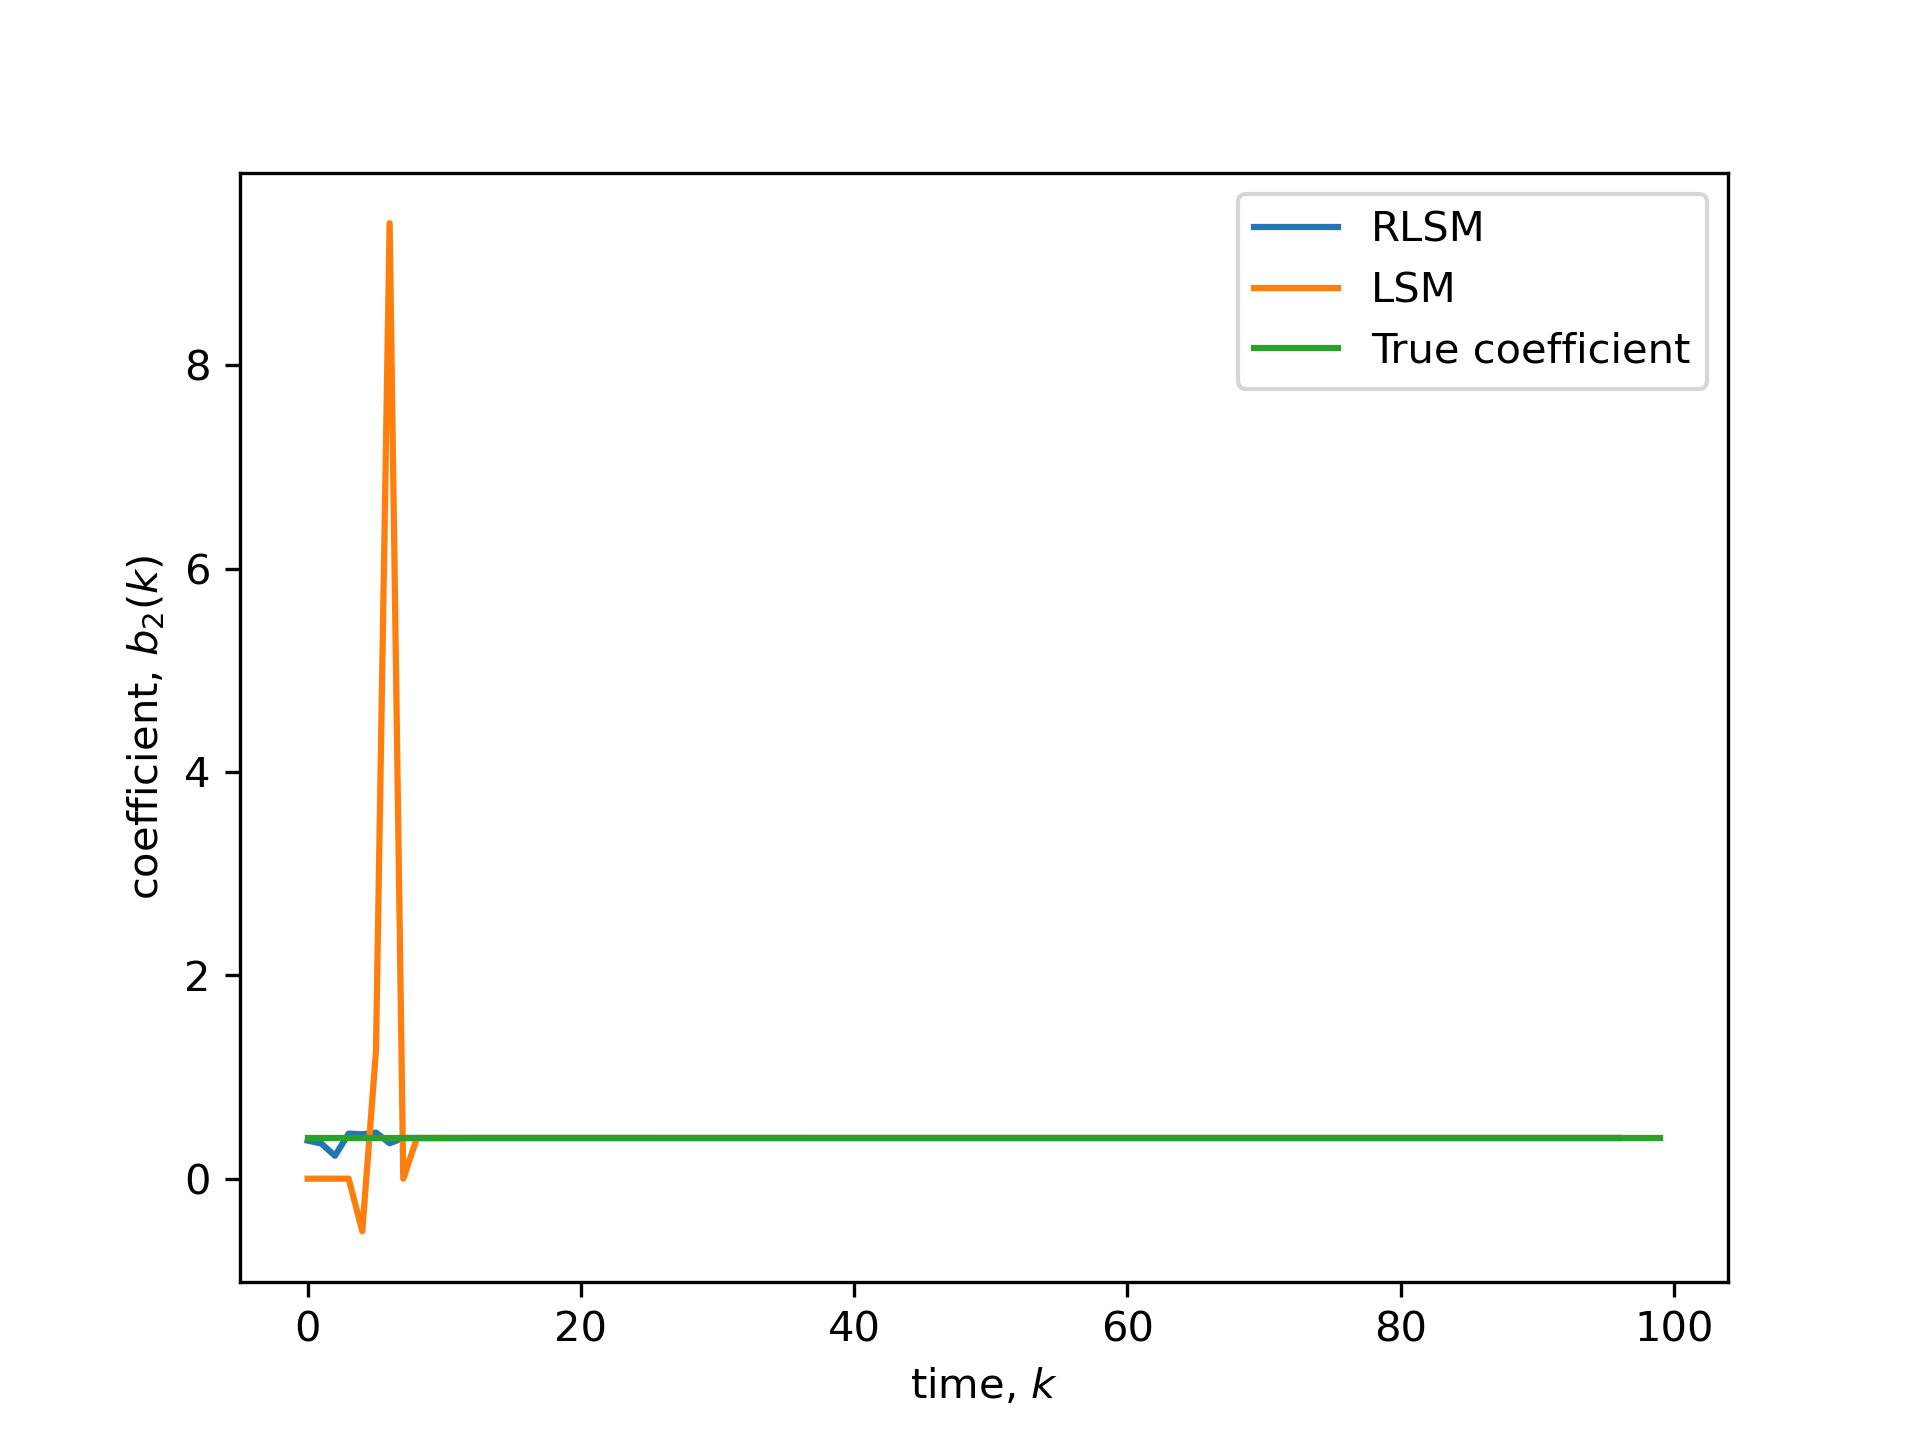 RLSM
LSM
True coefficient
coefficient, b₂(k)
8
6
4
2
0
0 20 40 60 80 100
time, k